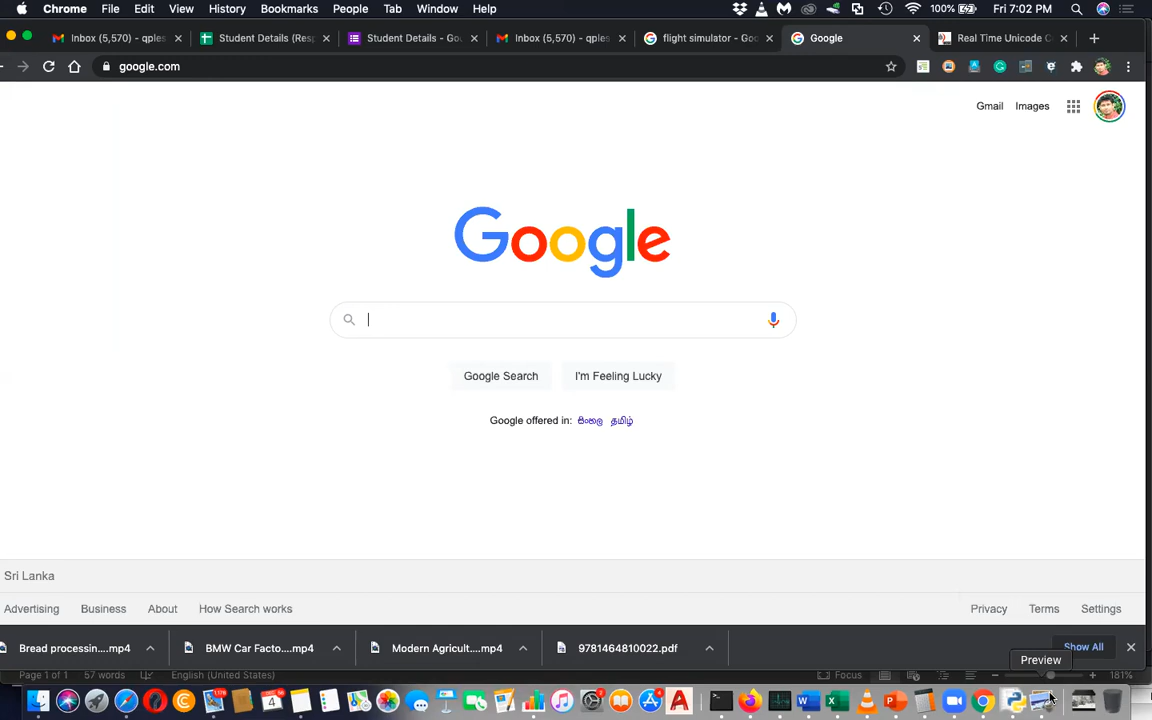 Chrome File Edit View History Bookmarks People Tab Window Help 100% Fri 7:02 PM
Inbox (5,570) - qples Student Details (Resp Student Details - Goo Inbox (5,570) - qples flight simulator - Goo Google Real Time Unicode C
google.com
Gmail Images
Google
Google Search I'm Feeling Lucky
Google offered in: සිංහල தமிழ்
Sri Lanka
Advertising Business About How Search works Privacy Terms Settings
Bread processin....mp4 BMW Car Facto....mp4 Modern Agricult....mp4 9781464810022.pdf Show All
Preview
Page 1 of 1 57 words English (United States) Focus 181%